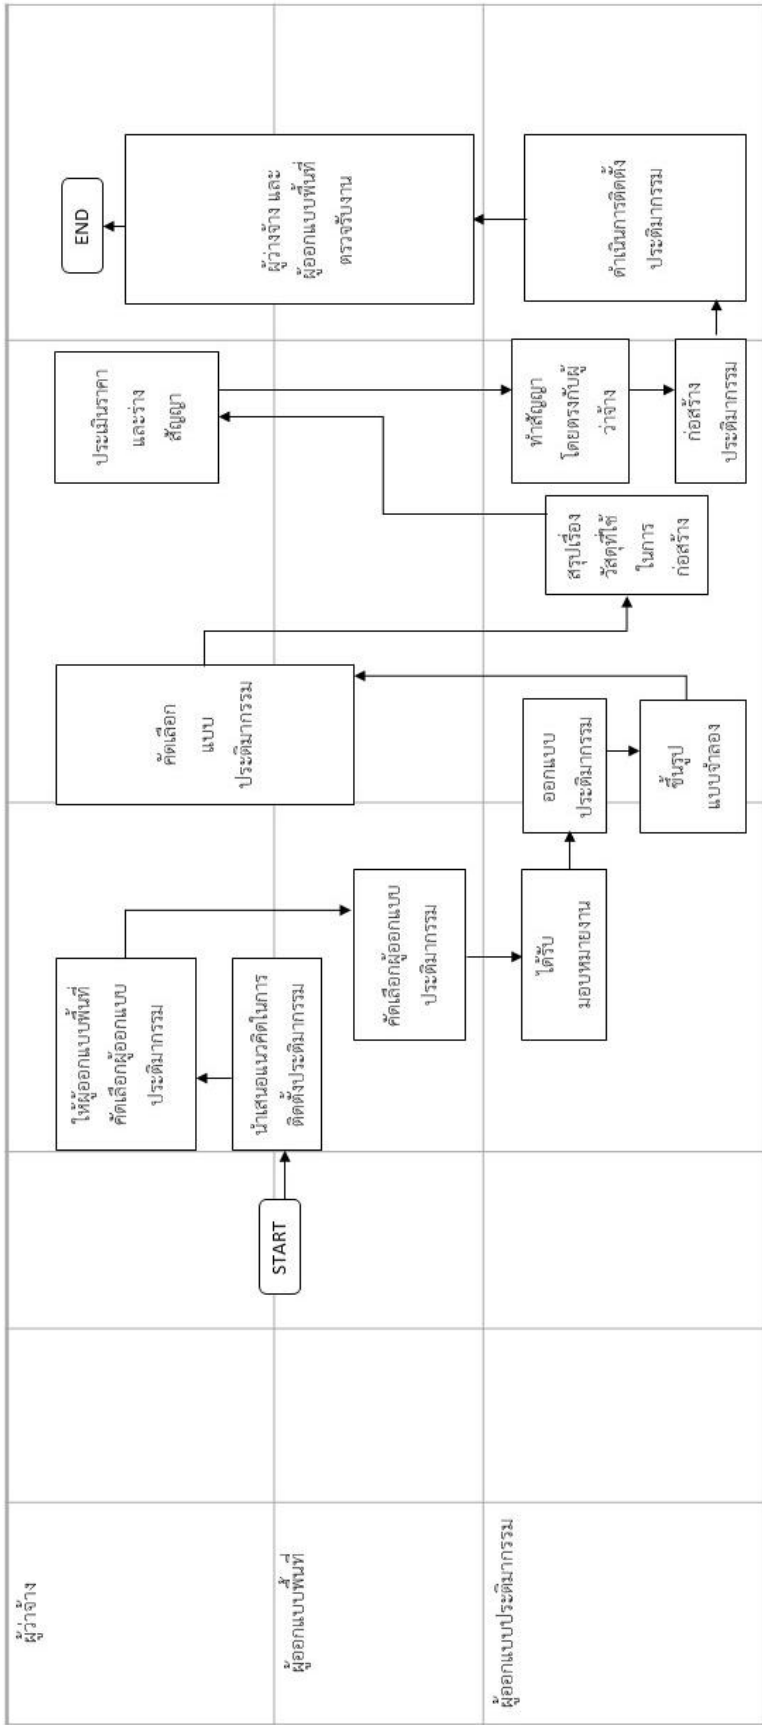 ผู้ว่าจ้าง
ผู้ออกแบบพื้นที่
ผู้ออกแบบประติมากรรม
START
นำเสนอแนวคิดในการ
ติดตั้งประติมากรรม
ให้ผู้ออกแบบพื้นที่
คัดเลือกผู้ออกแบบ
ประติมากรรม
คัดเลือกผู้ออกแบบ
ประติมากรรม
ได้รับ
มอบหมายงาน
ออกแบบ
ประติมากรรม
ขึ้นรูป
แบบจำลอง
คัดเลือก
แบบ
ประติมากรรม
สรุปเรื่อง
วัสดุที่ใช้
ในการ
ก่อสร้าง
ประเมินราคา
และร่าง
สัญญา
ทำสัญญา
โดยตรงกับผู้
ว่าจ้าง
ก่อสร้าง
ประติมากรรม
ดำเนินการติดตั้ง
ประติมากรรม
ผู้ว่างจ้าง และ
ผู้ออกแบบพื้นที่
ตรวจรับงาน
END